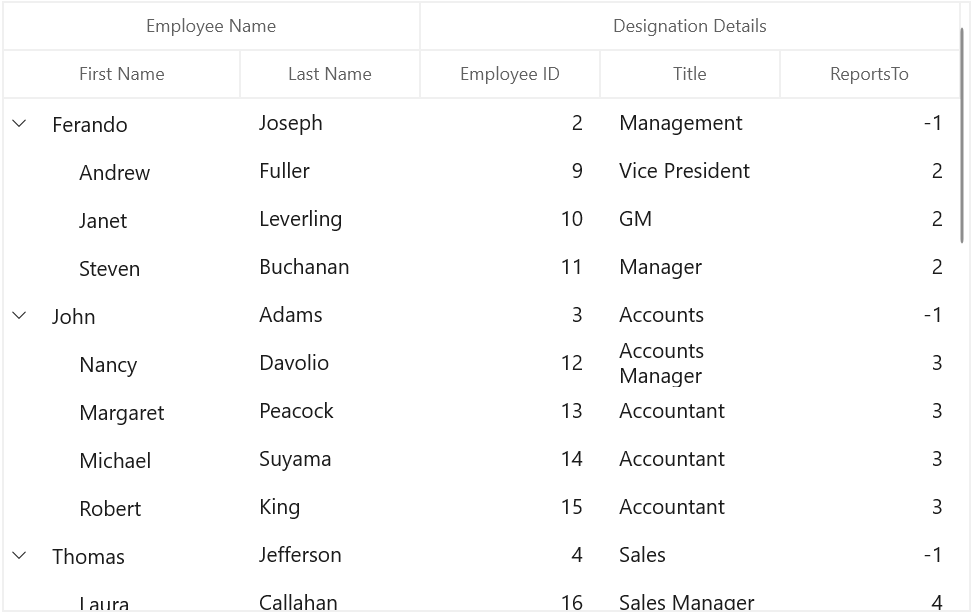 Employee Name Designation Details
First Name Last Name Employee ID Title ReportsTo
Ferando Joseph 2 Management -1
Andrew Fuller 9 Vice President 2
Janet Leverling 10 GM 2
Steven Buchanan 11 Manager 2
John Adams 3 Accounts -1
Nancy Davolio 12 Accounts Manager 3
Margaret Peacock 13 Accountant 3
Michael Suyama 14 Accountant 3
Robert King 15 Accountant 3
Thomas Jefferson 4 Sales -1
Laura Callahan 16 Sales Manager 4